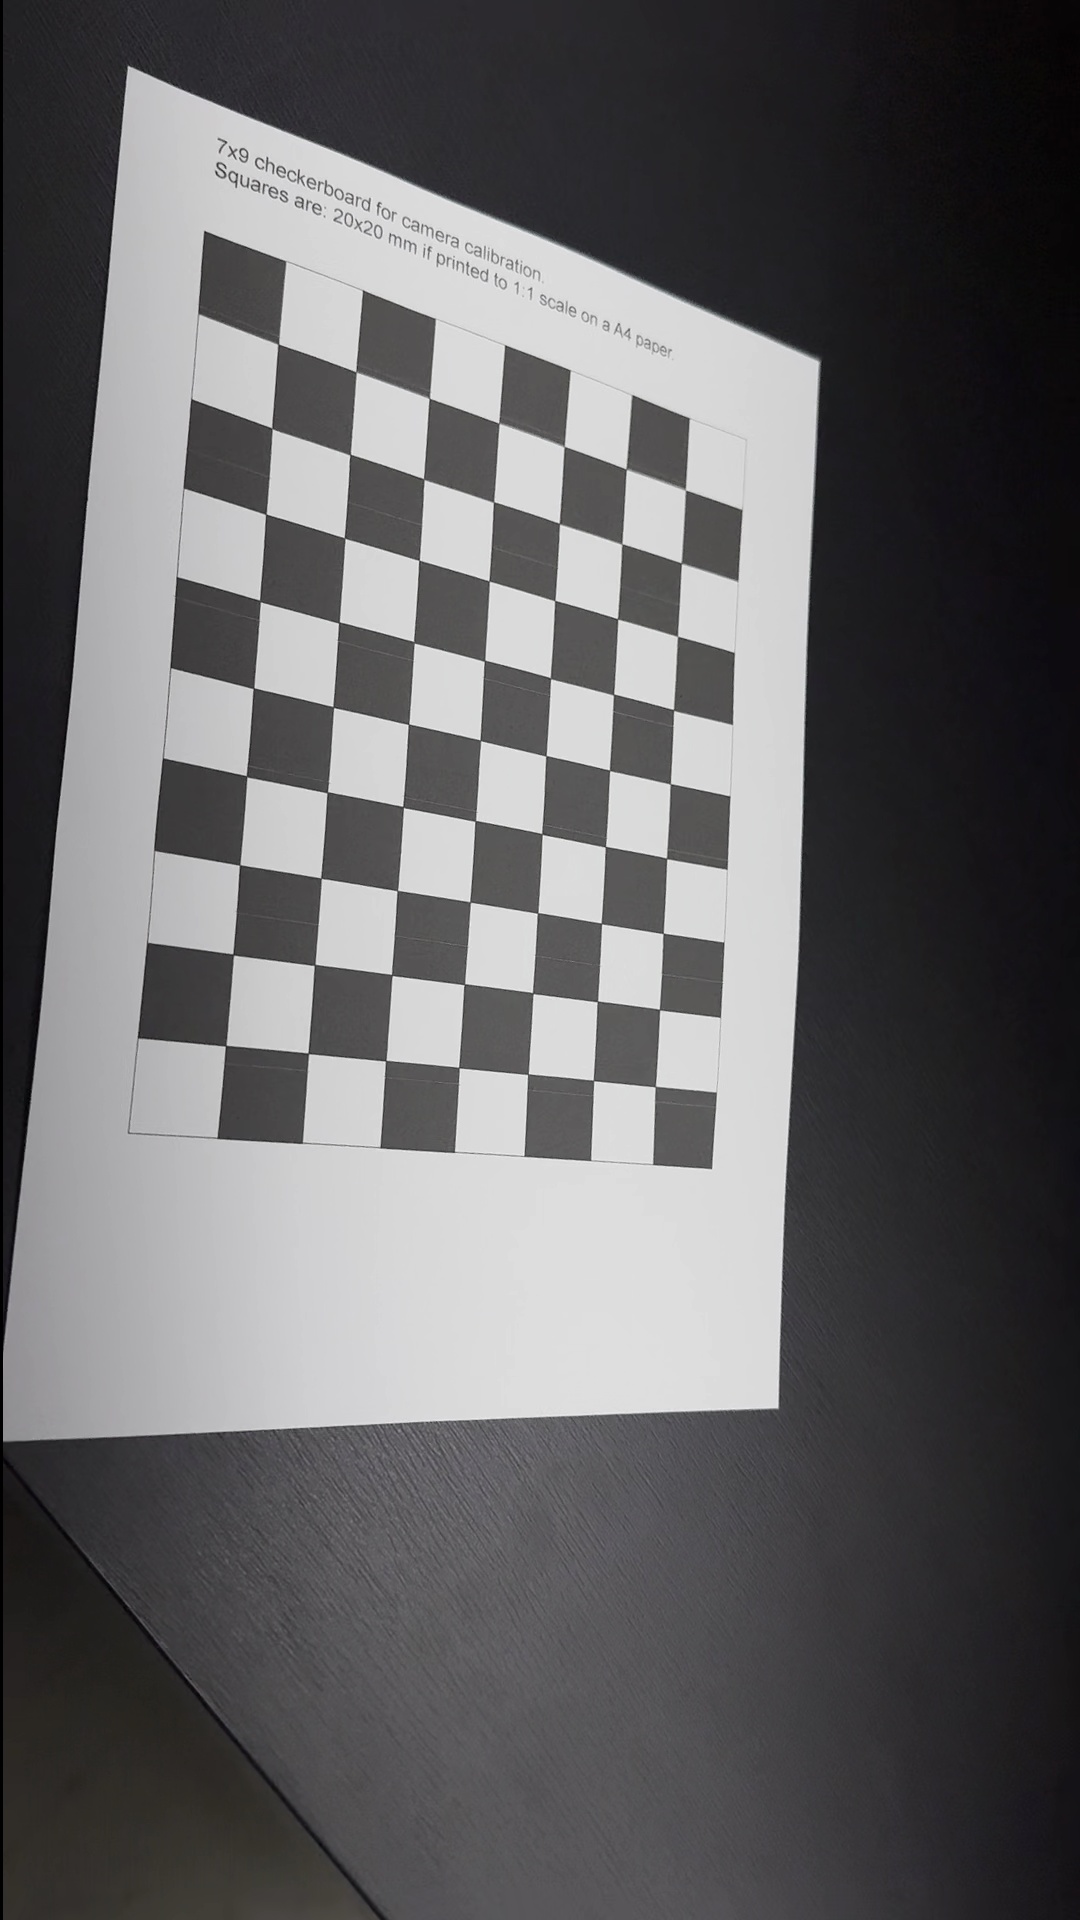 7x9 checkerboard for camera calibration.
Squares are: 20x20 mm if printed to 1:1 scale on a A4 paper.